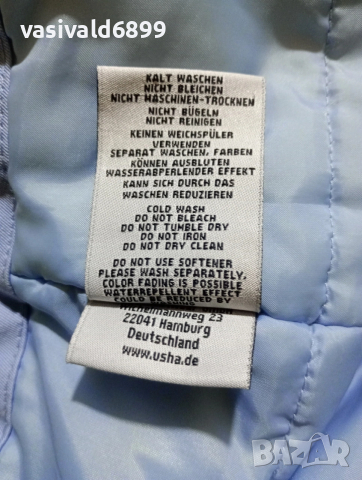 vasivald6899
KALT WASCHEN
NICHT BLEICHEN
NICHT MASCHINEN-TROCKNEN
NICHT BÜGELN
NICHT REINIGEN
KEINEN WEICHSPÜLER
VERWENDEN
SEPARAT WASCHEN, FARBEN
KÖNNEN AUSBLUTEN
WASSERABPERLENDER EFFEKT
KANN SICH DURCH DAS
WASCHEN REDUZIEREN
COLD WASH
DO NOT BLEACH
DO NOT TUMBLE DRY
DO NOT IRON
DO NOT DRY CLEAN
DO NOT USE SOFTENER
PLEASE WASH SEPARATELY,
COLOR FADING IS POSSIBLE
WATERREPELLENT EFFECT
COULD BE REDUCED BY
23
22041 Hamburg
Deutschland
www.usha.de
BAZAR